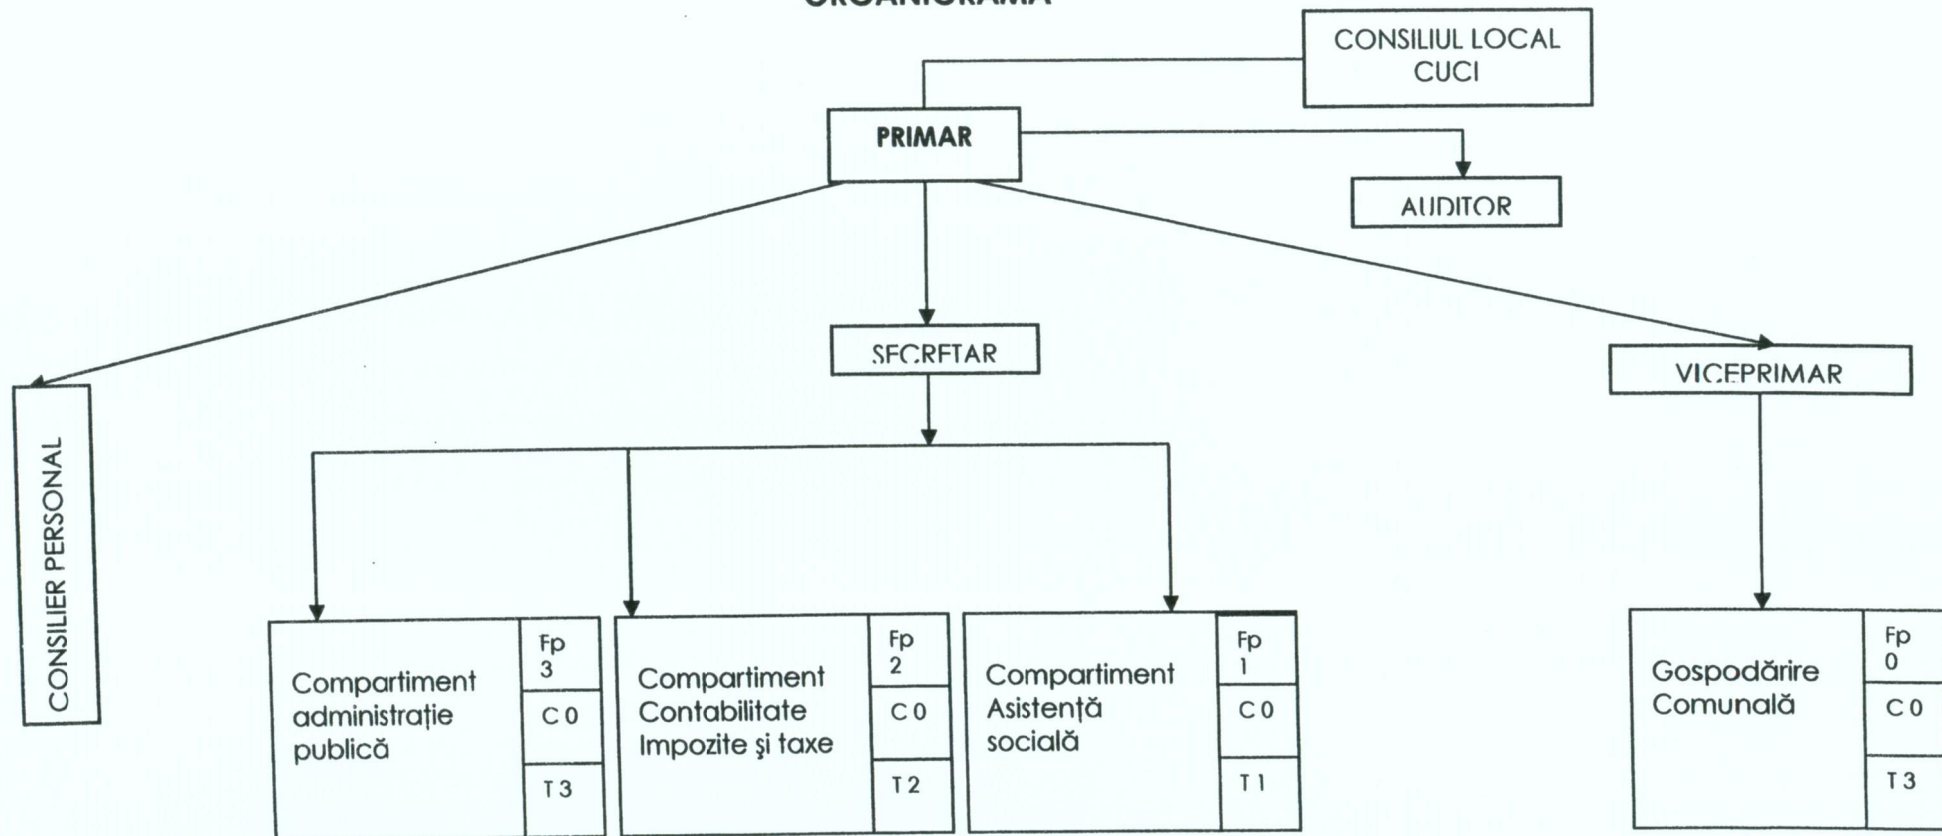 CONSILIUL LOCAL
CUCI
PRIMAR
AUDITOR
SECRETAR
VICEPRIMAR
CONSILIER PERSONAL
Compartiment
administrație
publică
Fp
3
C 0
T 3
Compartiment
Contabilitate
Impozite şi taxe
Fp
2
C 0
T 2
Compartiment
Asistență
socială
Fp
1
C 0
T 1
Gospodărire
Comunală
Fp
0
C 0
T 3